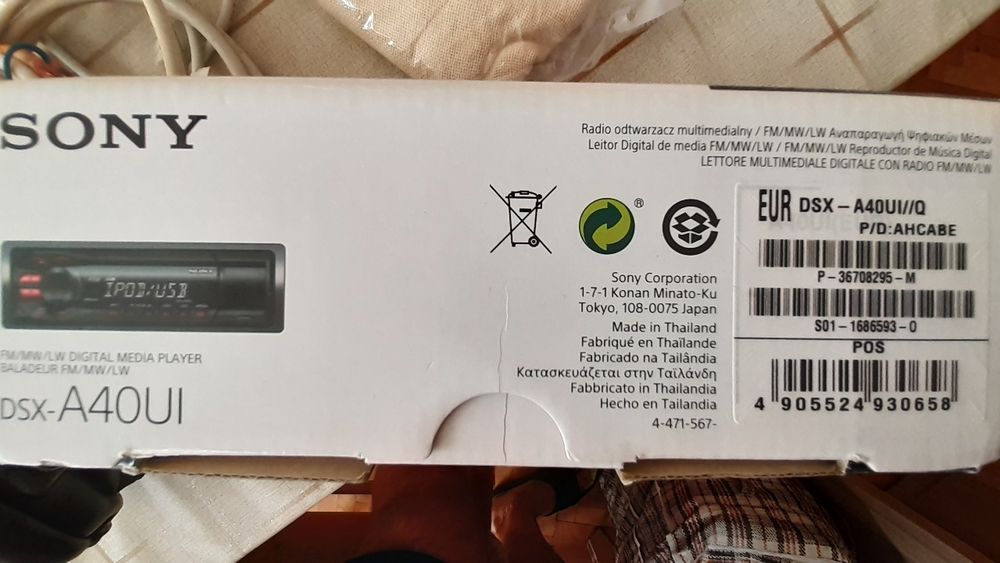 SONY
Radio odtwarzacz multimedialny / FM/MW/LW Αναπαραγωγή Ψηφιακών Μέσων
Leitor Digital de media FM/MW/LW / FM/MW/LW Reproductor de Música Digital
LETTORE MULTIMEDIALE DIGITALE CON RADIO FM/MW/LW
®
EUR DSX-A40UI//Q
P/D:AHCABE
P-36708295-M
S01-1686593-0
POS
4 905524 930658
Sony Corporation
1-7-1 Konan Minato-Ku
Tokyo, 108-0075 Japan
Made in Thailand
Fabriqué en Thaïlande
Fabricado na Tailândia
Κατασκευάζεται στην Ταϊλάνδη
Fabbricato in Thailandia
Hecho en Tailandia
4-471-567-
IPOD/USB
FM/MW/LW DIGITAL MEDIA PLAYER
BALADEUR FM/MW/LW
DSX-A40UI